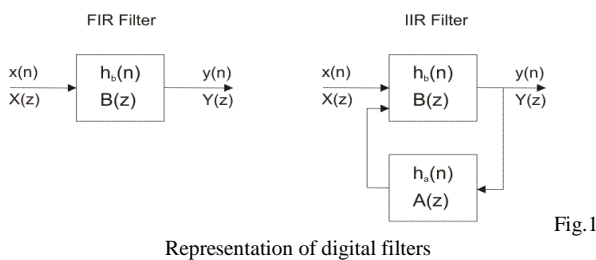 FIR Filter
IIR Filter
x(n)
X(z)
h_b(n)
B(z)
y(n)
Y(z)
x(n)
X(z)
h_b(n)
B(z)
y(n)
Y(z)
h_a(n)
A(z)
Fig.1
Representation of digital filters